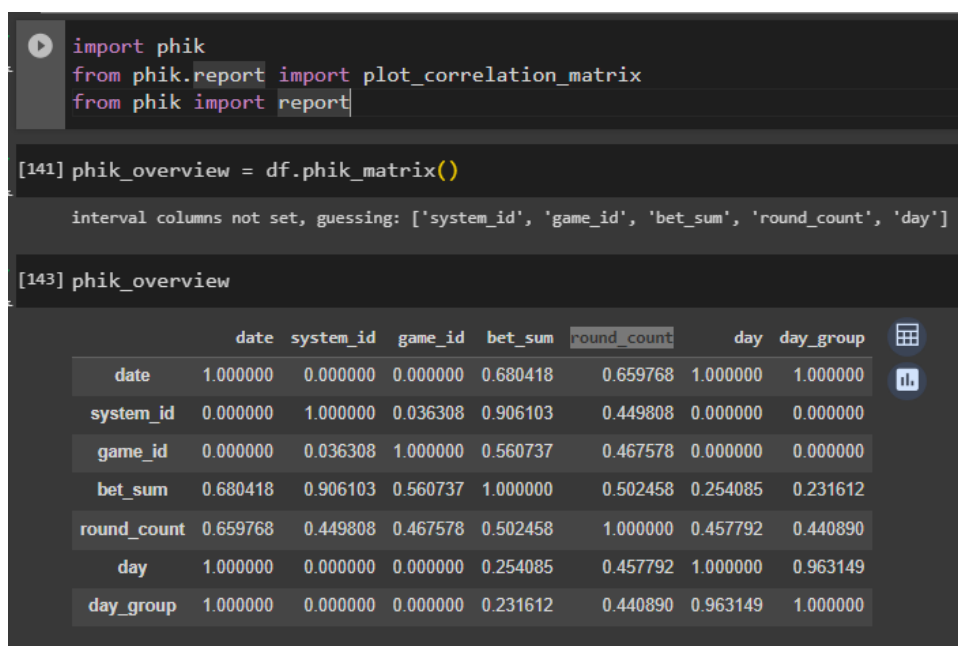 import phik
from phik.report import plot_correlation_matrix
from phik import report
[141] phik_overview = df.phik_matrix()
interval columns not set, guessing: ['system_id', 'game_id', 'bet_sum', 'round_count', 'day']
[143] phik_overview
date system_id game_id bet_sum round_count day day_group
date 1.000000 0.000000 0.000000 0.680418 0.659768 1.000000 1.000000
system_id 0.000000 1.000000 0.036308 0.906103 0.449808 0.000000 0.000000
game_id 0.000000 0.036308 1.000000 0.560737 0.467578 0.000000 0.000000
bet_sum 0.680418 0.906103 0.560737 1.000000 0.502458 0.254085 0.231612
round_count 0.659768 0.449808 0.467578 0.502458 1.000000 0.457792 0.440890
day 1.000000 0.000000 0.000000 0.254085 0.457792 1.000000 0.963149
day_group 1.000000 0.000000 0.000000 0.231612 0.440890 0.963149 1.000000